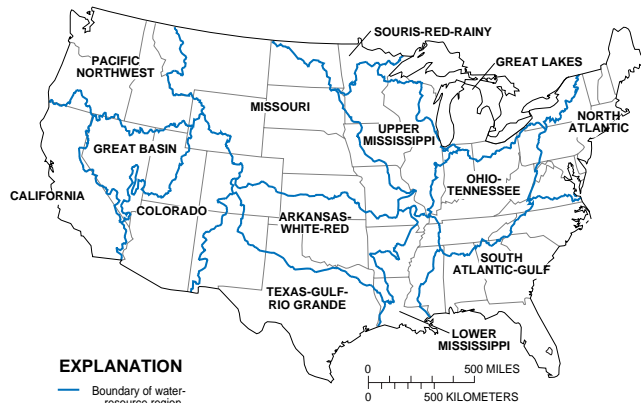 SOURIS-RED-RAINY
PACIFIC
NORTHWEST
GREAT LAKES
MISSOURI
NORTH
ATLANTIC
UPPER
MISSISSIPPI
GREAT BASIN
OHIO-
TENNESSEE
CALIFORNIA
COLORADO
ARKANSAS-
WHITE-RED
SOUTH
ATLANTIC-GULF
TEXAS-GULF-
RIO GRANDE
LOWER
MISSISSIPPI
EXPLANATION
Boundary of water-
resource region
0 500 MILES
0 500 KILOMETERS